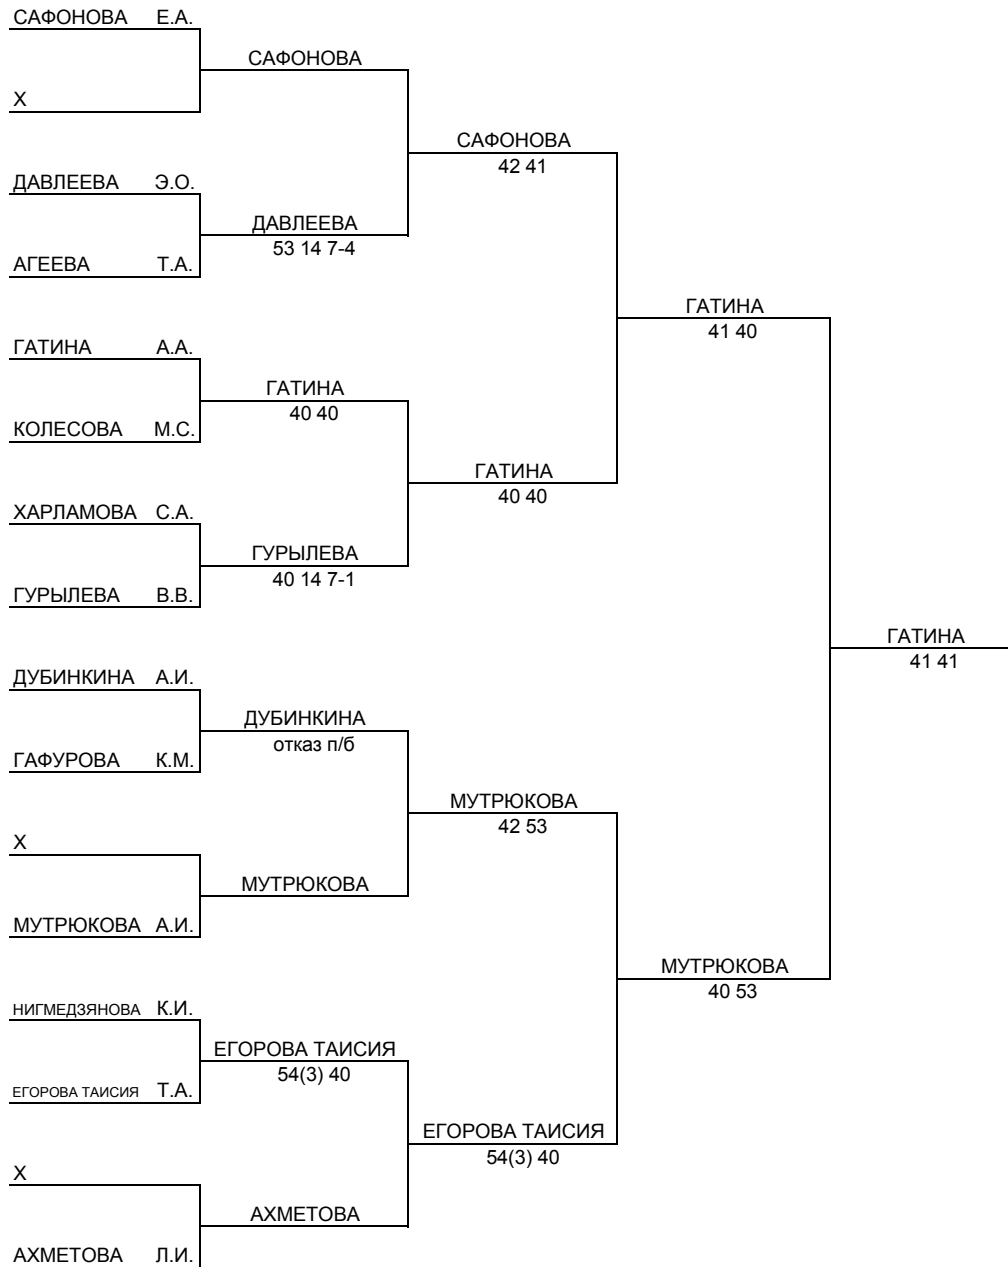 САФОНОВА Е.А.
САФОНОВА
Х
САФОНОВА
42 41
ДАВЛЕЕВА Э.О.
ДАВЛЕЕВА
53 14 7-4
АГЕЕВА Т.А.
ГАТИНА
41 40
ГАТИНА А.А.
ГАТИНА
40 40
КОЛЕСОВА М.С.
ГАТИНА
40 40
ХАРЛАМОВА С.А.
ГУРЫЛЕВА
40 14 7-1
ГУРЫЛЕВА В.В.
ГАТИНА
41 41
ДУБИНКИНА А.И.
ДУБИНКИНА
отказ п/б
ГАФУРОВА К.М.
МУТРЮКОВА
42 53
Х
МУТРЮКОВА
МУТРЮКОВА А.И.
МУТРЮКОВА
40 53
НИГМЕДЗЯНОВА К.И.
ЕГОРОВА ТАИСИЯ
54(3) 40
ЕГОРОВА ТАИСИЯ Т.А.
ЕГОРОВА ТАИСИЯ
54(3) 40
Х
АХМЕТОВА
АХМЕТОВА Л.И.